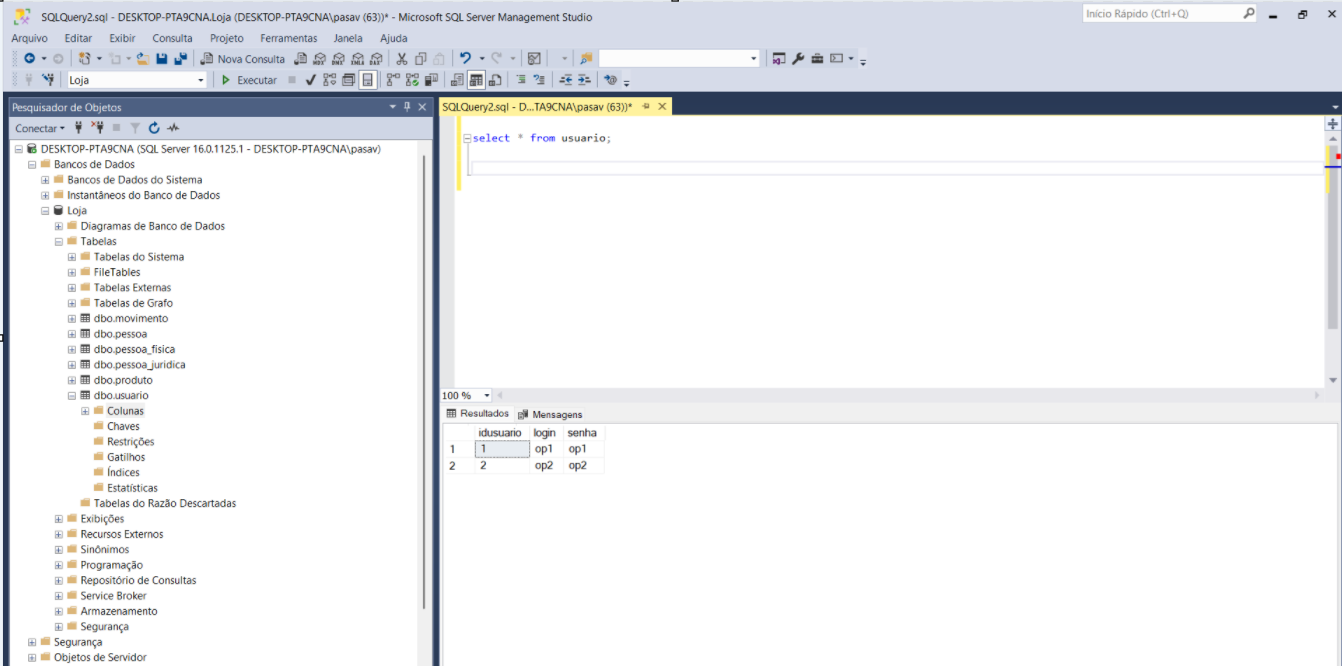 SQLQuery2.sql - DESKTOP-PTA9CNA.Loja (DESKTOP-PTA9CNA\pasav (63))* - Microsoft SQL Server Management Studio
Início Rápido (Ctrl+Q)
Arquivo Editar Exibir Consulta Projeto Ferramentas Janela Ajuda
Nova Consulta
Loja Executar
Pesquisador de Objetos
SQLQuery2.sql - D...TA9CNA\pasav (63))*
Conectar
DESKTOP-PTA9CNA (SQL Server 16.0.1125.1 - DESKTOP-PTA9CNA\pasav)
Bancos de Dados
Bancos de Dados do Sistema
Instantâneos do Banco de Dados
Loja
Diagramas de Banco de Dados
Tabelas
Tabelas do Sistema
FileTables
Tabelas Externas
Tabelas de Grafo
dbo.movimento
dbo.pessoa
dbo.pessoa_fisica
dbo.pessoa_juridica
dbo.produto
dbo.usuario
Colunas
Chaves
Restrições
Gatilhos
Índices
Estatísticas
Tabelas do Razão Descartadas
Exibições
Recursos Externos
Sinônimos
Programação
Repositório de Consultas
Service Broker
Armazenamento
Segurança
Segurança
Objetos de Servidor
select * from usuario;
100 %
Resultados Mensagens
idusuario login senha
1 1 op1 op1
2 2 op2 op2